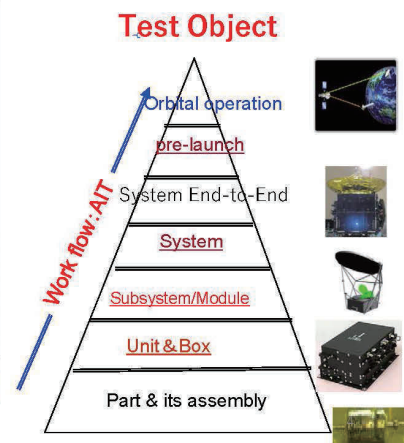 Test Object
Orbital operation
pre-launch
System End-to-End
System
Subsystem/Module
Unit & Box
Part & its assembly
Work flow: AIT